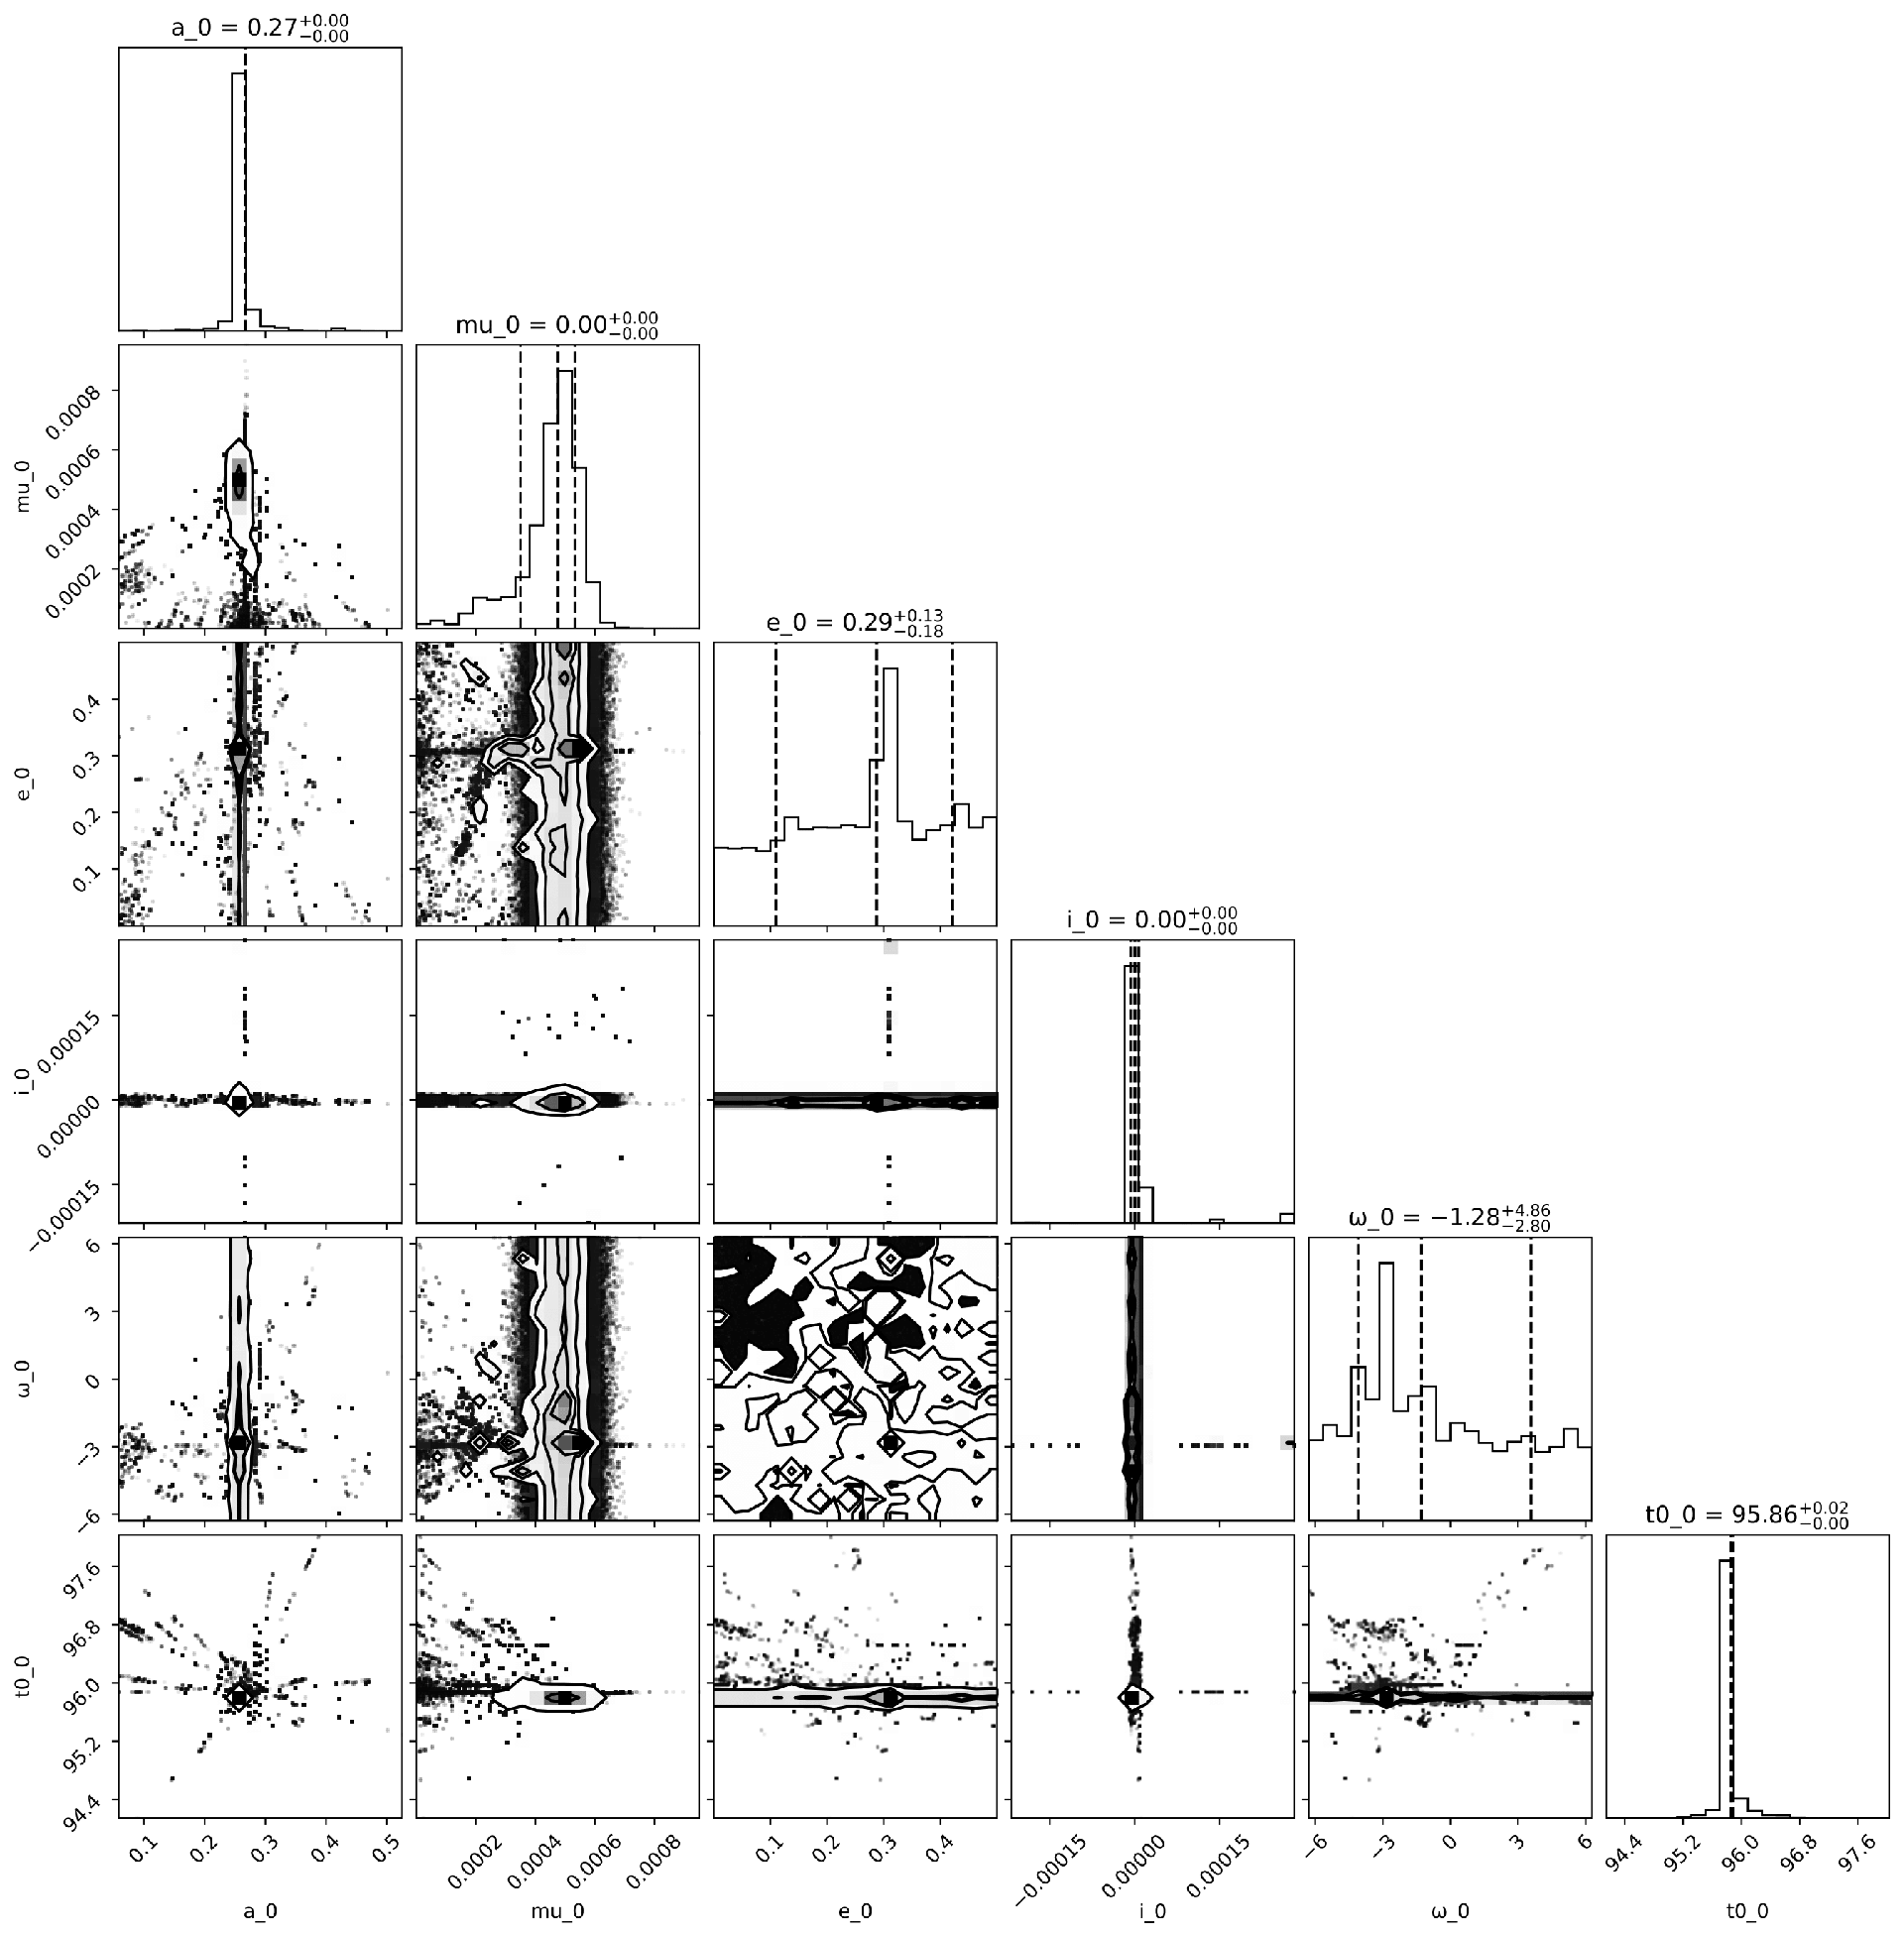 a_0 = 0.27+0.00
−0.00
mu_0 = 0.00+0.00
−0.00
0.0008
0.0006
0.0004
0.0002
mu_0
e_0 = 0.29+0.13
−0.18
0.4
0.3
0.2
0.1
e_0
i_0 = 0.00+0.00
−0.00
0.00015
0.00000
−0.00015
i_0
ω_0 = −1.28+4.86
−2.80
6
3
0
−3
−6
ω_0
t0_0 = 95.86+0.02
−0.00
97.6
96.8
96.0
95.2
94.4
t0_0
0.1 0.2 0.3 0.4 0.5
0.0002 0.0004 0.0006 0.0008
0.1 0.2 0.3 0.4
−0.00015 0.00000 0.00015
−6 −3 0 3 6
94.4 95.2 96.0 96.8 97.6
a_0 mu_0 e_0 i_0 ω_0 t0_0